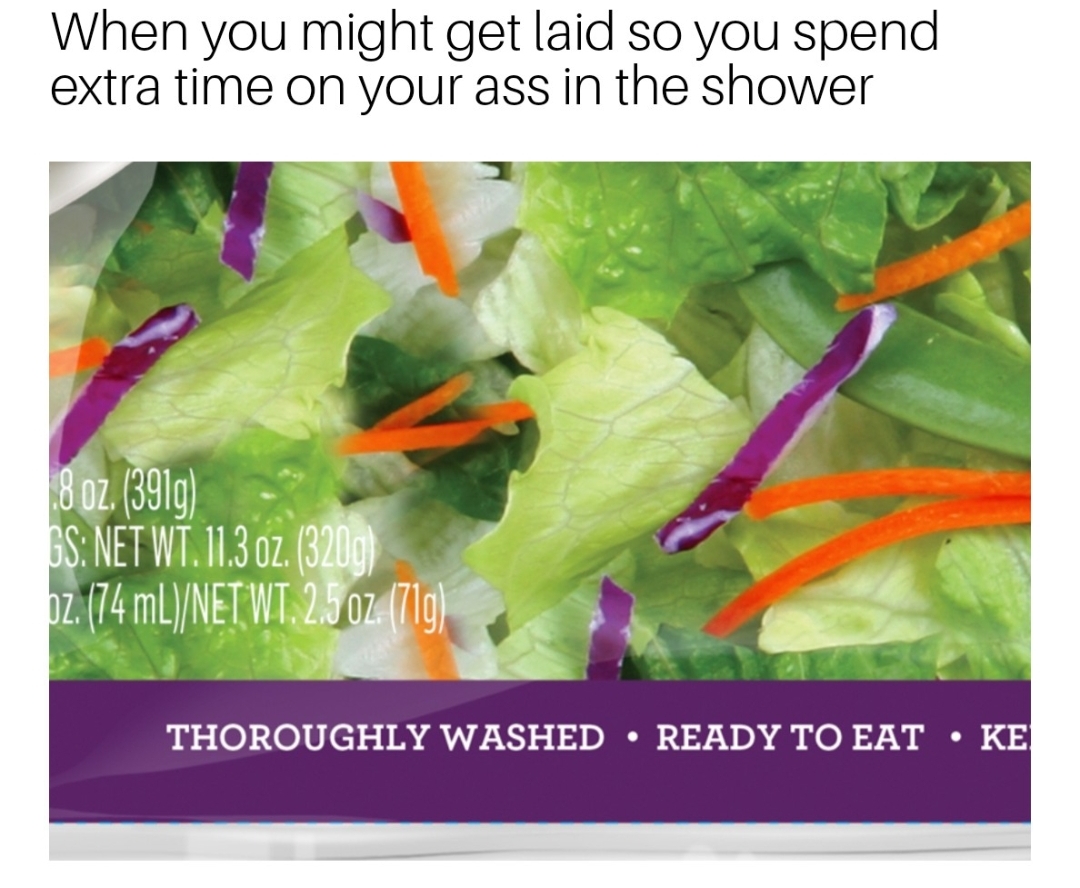 When you might get laid so you spend
extra time on your ass in the shower
.8 oz. (391g)
GS: NET WT. 11.3 oz. (320g)
oz. (74 mL)/NET WT. 2.5 oz. (71g)
THOROUGHLY WASHED • READY TO EAT •